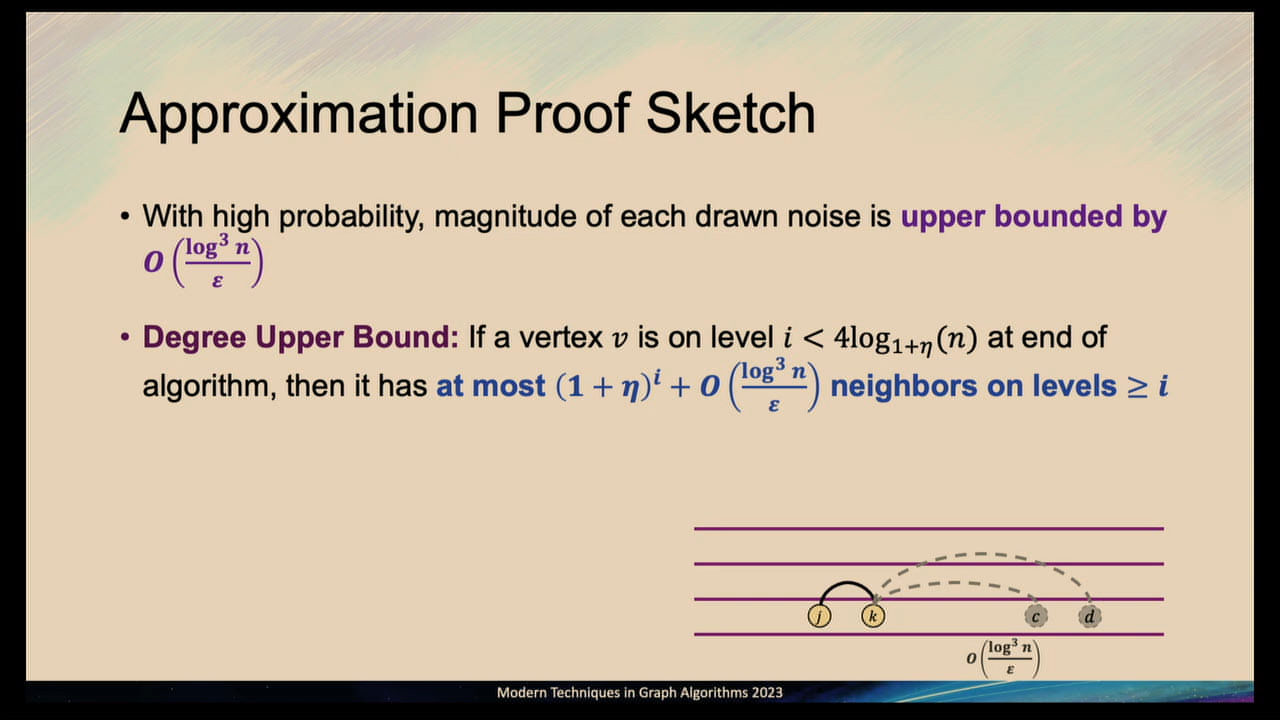 Approximation Proof Sketch
• With high probability, magnitude of each drawn noise is upper bounded by
O(log³ n / ε)
• Degree Upper Bound: If a vertex v is on level i < 4log₁₊η(n) at end of
algorithm, then it has at most (1 + η)ⁱ + O(log³ n / ε) neighbors on levels ≥ i
j k c d
O(log³ n / ε)
Modern Techniques in Graph Algorithms 2023